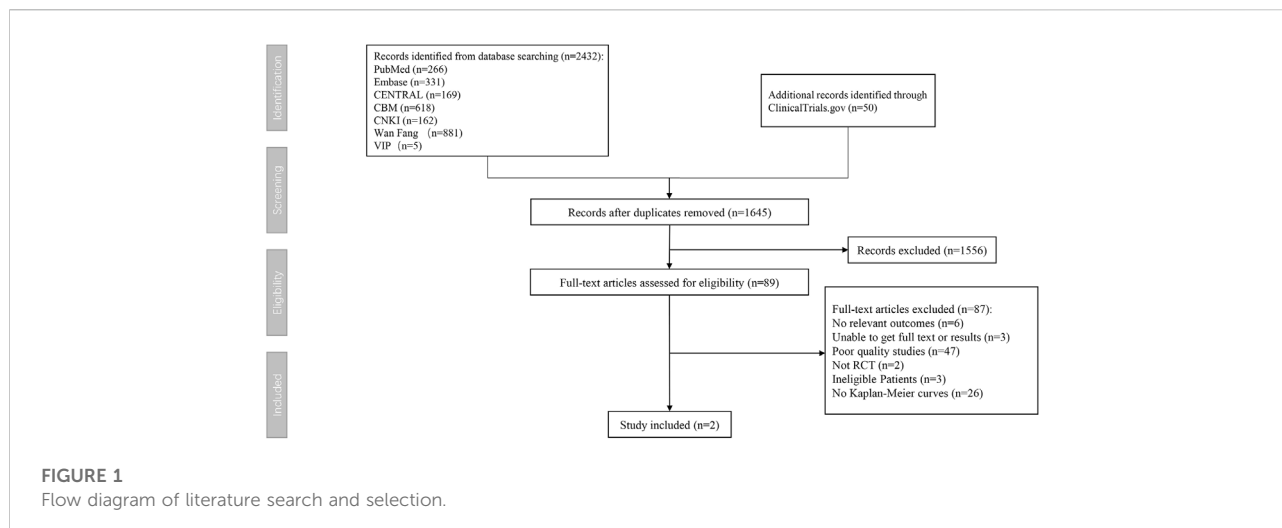 Identification
Records identified from database searching (n=2432):
PubMed (n=266)
Embase (n=331)
CENTRAL (n=169)
CBM (n=618)
CNKI (n=162)
Wan Fang （n=881)
VIP（n=5)
Additional records identified through
ClinicalTrials.gov (n=50)
Screening
Records after duplicates removed (n=1645)
Records excluded (n=1556)
Eligibility
Full-text articles assessed for eligibility (n=89)
Full-text articles excluded (n=87):
No relevant outcomes (n=6)
Unable to get full text or results (n=3)
Poor quality studies (n=47)
Not RCT (n=2)
Ineligible Patients (n=3)
No Kaplan-Meier curves (n=26)
Included
Study included (n=2)
FIGURE 1
Flow diagram of literature search and selection.